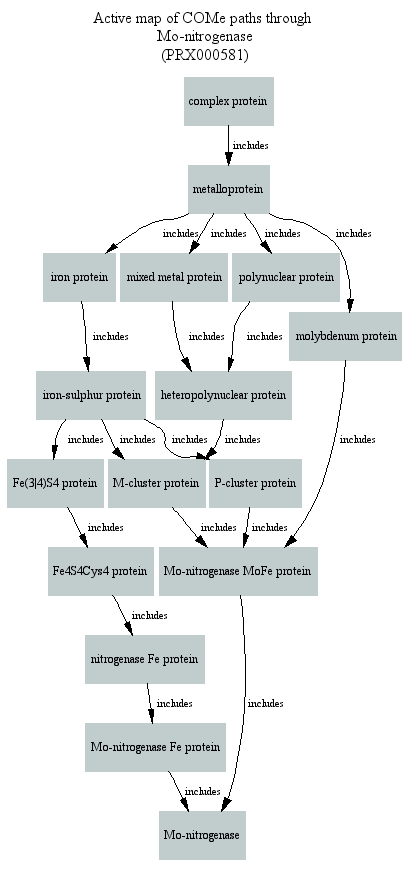 Active map of COMe paths through
Mo-nitrogenase
(PRX000581)
complex protein
includes
metalloprotein
includes
includes
includes
includes
iron protein
mixed metal protein
polynuclear protein
molybdenum protein
includes
includes
includes
iron-sulphur protein
heteropolynuclear protein
includes
includes
includes
includes
includes
Fe(3|4)S4 protein
M-cluster protein
P-cluster protein
includes
includes
includes
Fe4S4Cys4 protein
Mo-nitrogenase MoFe protein
includes
nitrogenase Fe protein
includes
includes
Mo-nitrogenase Fe protein
includes
Mo-nitrogenase